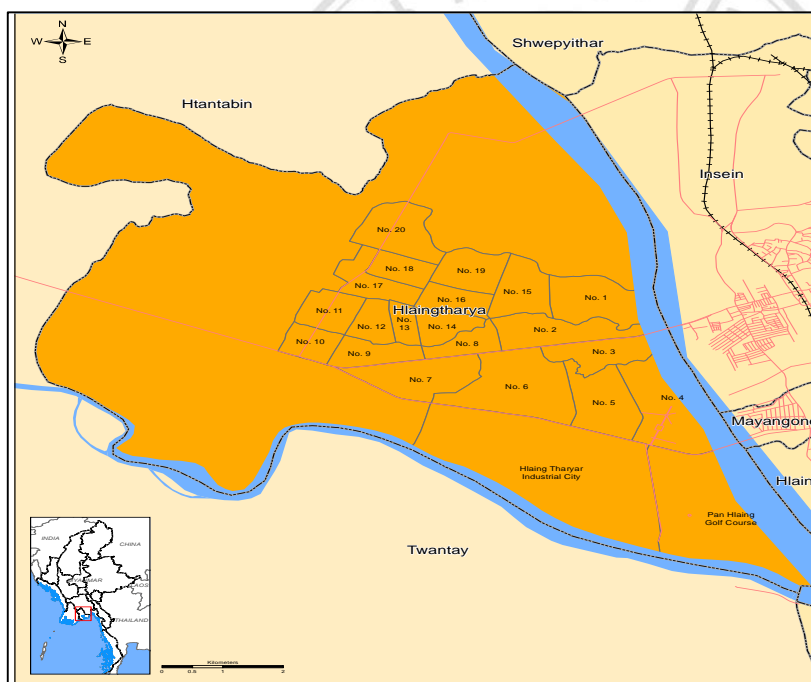 N
W E
S
Shwepyithar
Htantabin
Insein
No. 20
No. 18
No. 19
No. 17
No. 15
No. 1
No. 16
No. 11
Hlaingtharya
No. 12
No.
13
No. 14
No. 2
No. 10
No. 9
No. 8
No. 3
No. 7
No. 6
No. 5
No. 4
Mayangon
Hlain
Hlaing Tharyar
Industrial City
Pan Hlaing
Golf Course
Twantay
INDIA
CHINA
MYANMAR
LAOS
THAILAND
Kilometers
0 0.5 1 2